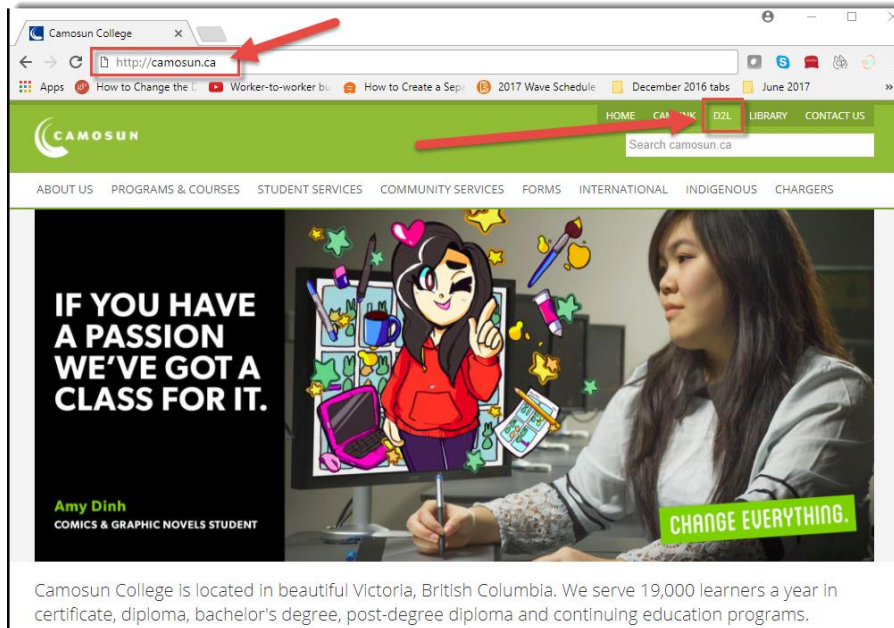 Camosun College
http://camosun.ca
Apps How to Change the D Worker-to-worker bu How to Create a Sepa 2017 Wave Schedule December 2016 tabs June 2017 »
HOME D2L LIBRARY CONTACT US
CAMOSUN
Search camosun.ca
ABOUT US PROGRAMS & COURSES STUDENT SERVICES COMMUNITY SERVICES FORMS INTERNATIONAL INDIGENOUS CHARGERS
IF YOU HAVE
A PASSION
WE'VE GOT A
CLASS FOR IT.
Amy Dinh
COMICS & GRAPHIC NOVELS STUDENT
CHANGE EVERYTHING.
Camosun College is located in beautiful Victoria, British Columbia. We serve 19,000 learners a year in
certificate, diploma, bachelor's degree, post-degree diploma and continuing education programs.